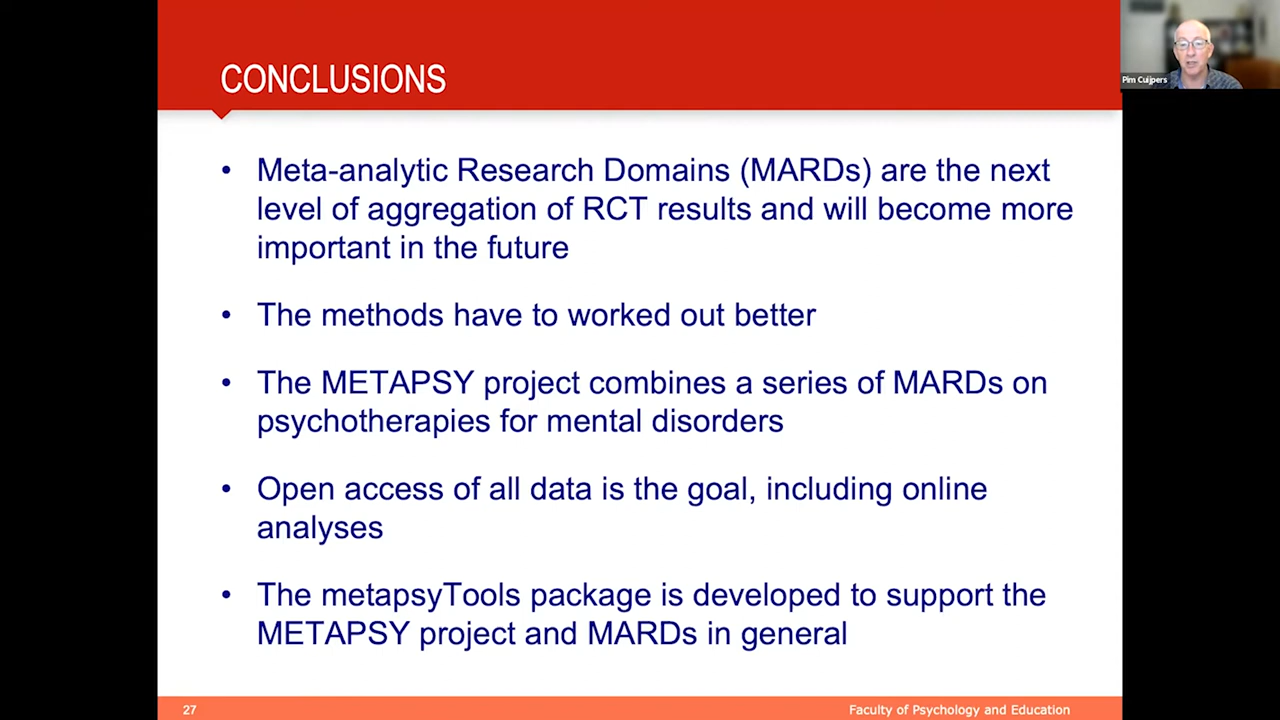 CONCLUSIONS
Pim Cuijpers
• Meta-analytic Research Domains (MARDs) are the next
level of aggregation of RCT results and will become more
important in the future
• The methods have to worked out better
• The METAPSY project combines a series of MARDs on
psychotherapies for mental disorders
• Open access of all data is the goal, including online
analyses
• The metapsyTools package is developed to support the
METAPSY project and MARDs in general
27
Faculty of Psychology and Education